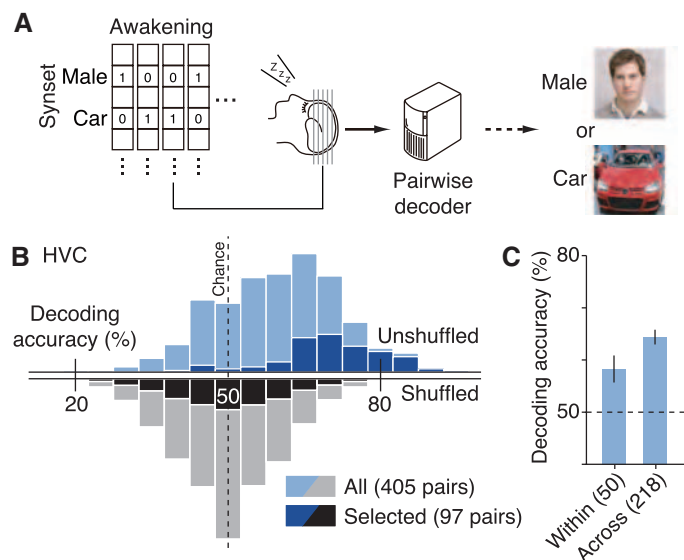 A
Awakening
Synset
Male 1 0 0 1
Car 0 1 1 0
... 
z z z
Pairwise
decoder
Male
or
Car
B HVC
Chance
Decoding
accuracy (%)
Unshuffled
Shuffled
20 50 80
All (405 pairs)
Selected (97 pairs)
C
Decoding accuracy (%)
80
50
Within (50)
Across (218)